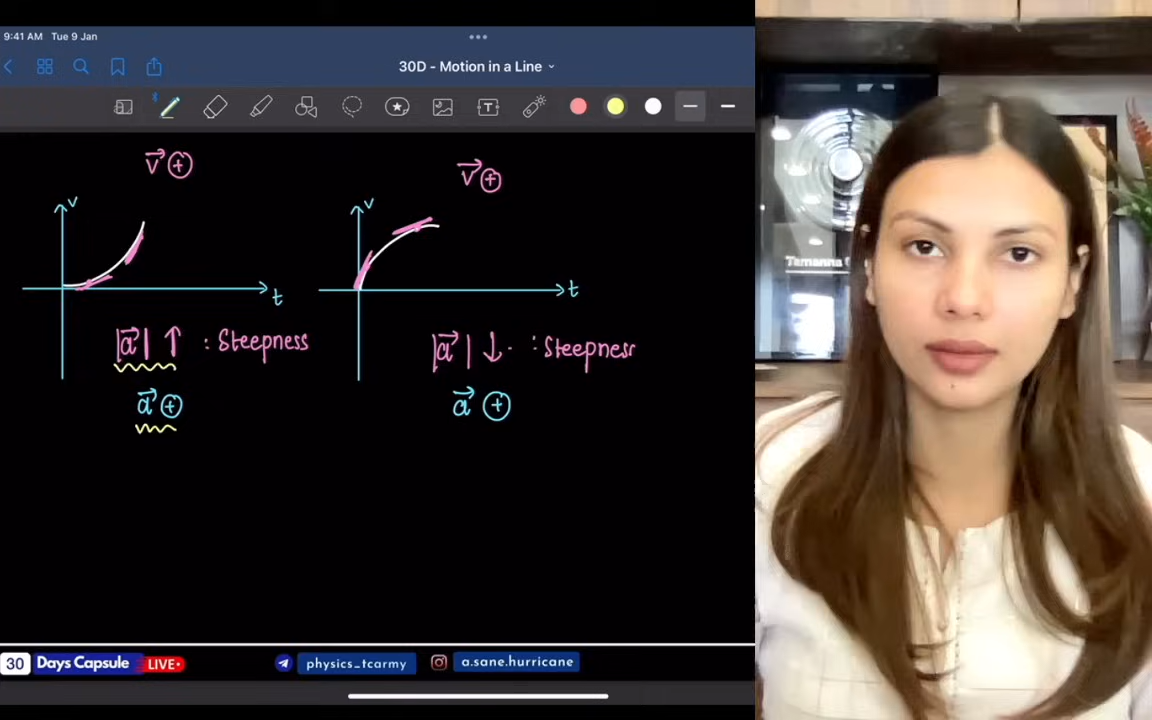 9:41 AM Tue 9 Jan
30D - Motion in a Line
T
v⃗ ⊕
v
t
|a⃗| ↑ : Steepness
a⃗ ⊕
v⃗ ⊕
v
t
|a⃗| ↓ : Steepness
a⃗ ⊕
Tamanna
30 Days Capsule LIVE
physics_tcarmy
a.sane.hurricane